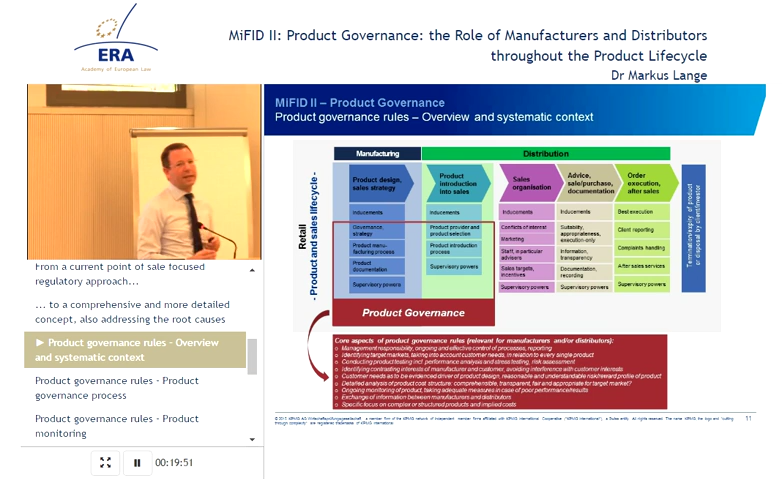 ERA
Academy of European Law
MiFID II: Product Governance: the Role of Manufacturers and Distributors
throughout the Product Lifecycle
Dr Markus Lange
From a current point of sale focused
regulatory approach...
... to a comprehensive and more detailed
concept, also addressing the root causes
► Product governance rules - Overview
and systematic context
Product governance rules - Product
governance process
Product governance rules - Product
monitoring
00:19:51
MiFID II – Product Governance
Product governance rules – Overview and systematic context
Retail
- Product and sales lifecycle -
Manufacturing
Distribution
Product design,
sales strategy
Product
introduction
into sales
Sales
organisation
Advice,
sale/purchase,
documentation
Order
execution,
after sales
Inducements
Governance,
strategy
Product manu-
facturing process
Product
documentation
Supervisory powers
Inducements
Product provider and
product selection
Product introduction
process
Supervisory powers
Inducements
Conflicts of interest
Marketing
Staff, in particular
advisers
Sales targets,
incentives
Supervisory powers
Inducements
Suitability,
appropriateness,
execution-only
Information,
transparency
Documentation,
recording
Supervisory powers
Best execution
Client reporting
Complaints handling
After sales services
Supervisory powers
Termination/expiry of product
or disposal by client/investor
Product Governance
Core aspects of product governance rules (relevant for manufacturers and/or distributors):
o Management responsibility, ongoing and effective control of processes, reporting
o Identifying target markets, taking into account customer needs, in relation to every single product
o Conducting product testing incl. performance analysis and stress testing, risk assessment
o Identifying contrasting interests of manufacturer and customer, avoiding interference with customer interests
o Customer needs as to be evidenced driver of product design, reasonable and understandable risk/reward profile of product
o Detailed analysis of product cost structure: comprehensible, transparent, fair and appropriate for target market?
o Ongoing monitoring of product, taking adequate measures in case of poor performance/results
o Exchange of information between manufacturers and distributors
o Specific focus on complex or structured products and implied costs
11